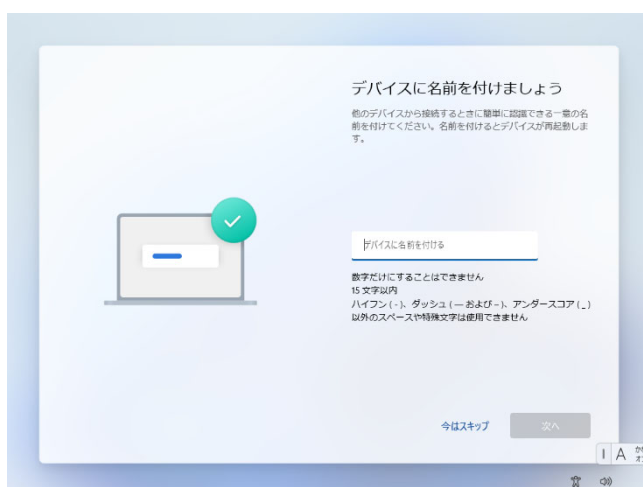 デバイスに名前を付けましょう
他のデバイスから接続するときに簡単に認識できる一意の名
前を付けてください。名前を付けるとデバイスが再起動しま
す。
デバイスに名前を付ける
数字だけにすることはできません
15 文字以内
ハイフン ( - )、ダッシュ ( — および – )、アンダースコア ( _ )
以外のスペースや特殊文字は使用できません
今はスキップ
次へ
A